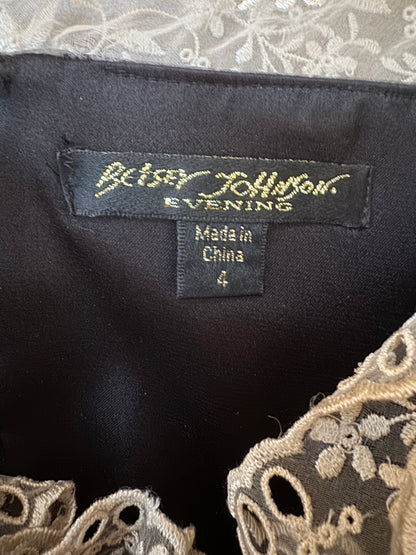 BETSEY JOHNSON.
EVENING
Made in
China
4